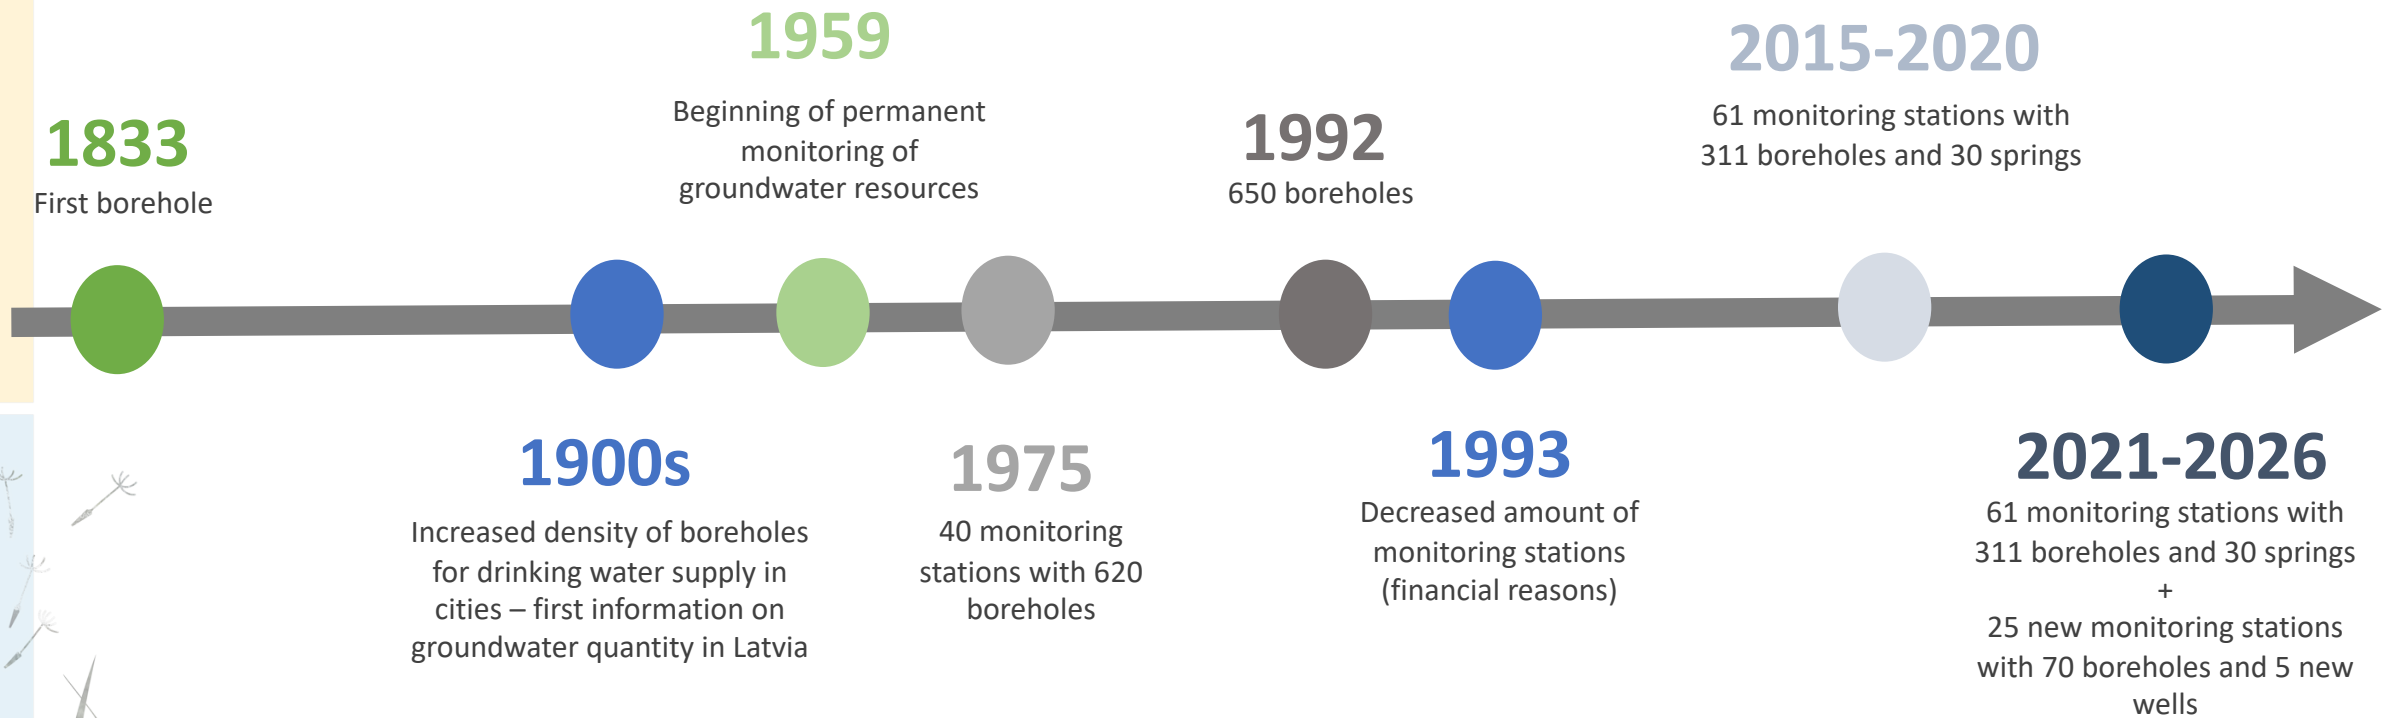 1833
First borehole
1900s
Increased density of boreholes
for drinking water supply in
cities – first information on
groundwater quantity in Latvia
1959
Beginning of permanent
monitoring of
groundwater resources
1975
40 monitoring
stations with 620
boreholes
1992
650 boreholes
1993
Decreased amount of
monitoring stations
(financial reasons)
2015-2020
61 monitoring stations with
311 boreholes and 30 springs
2021-2026
61 monitoring stations with
311 boreholes and 30 springs
+
25 new monitoring stations
with 70 boreholes and 5 new
wells